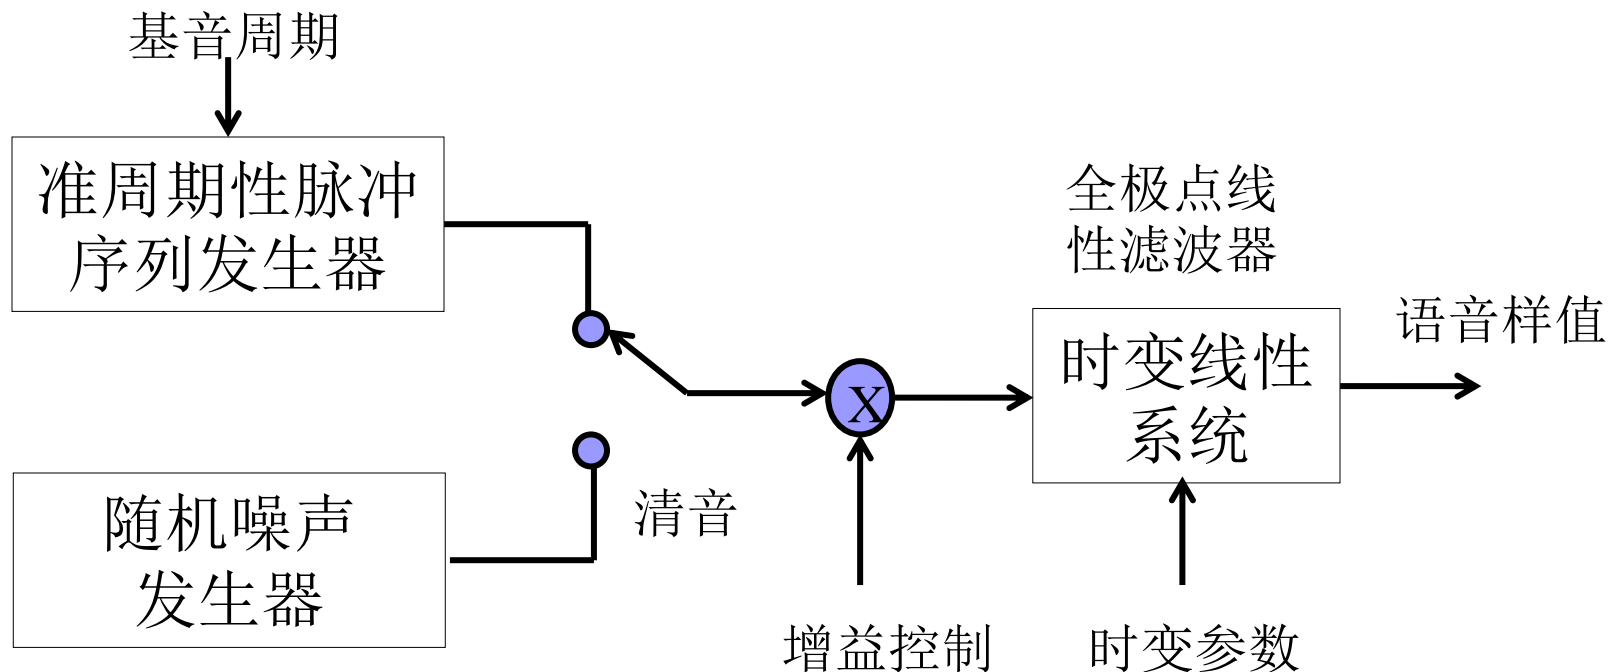 基音周期
准周期性脉冲
序列发生器
全极点线
性滤波器
语音样值
时变线性
系统
X
随机噪声
发生器
清音
增益控制
时变参数